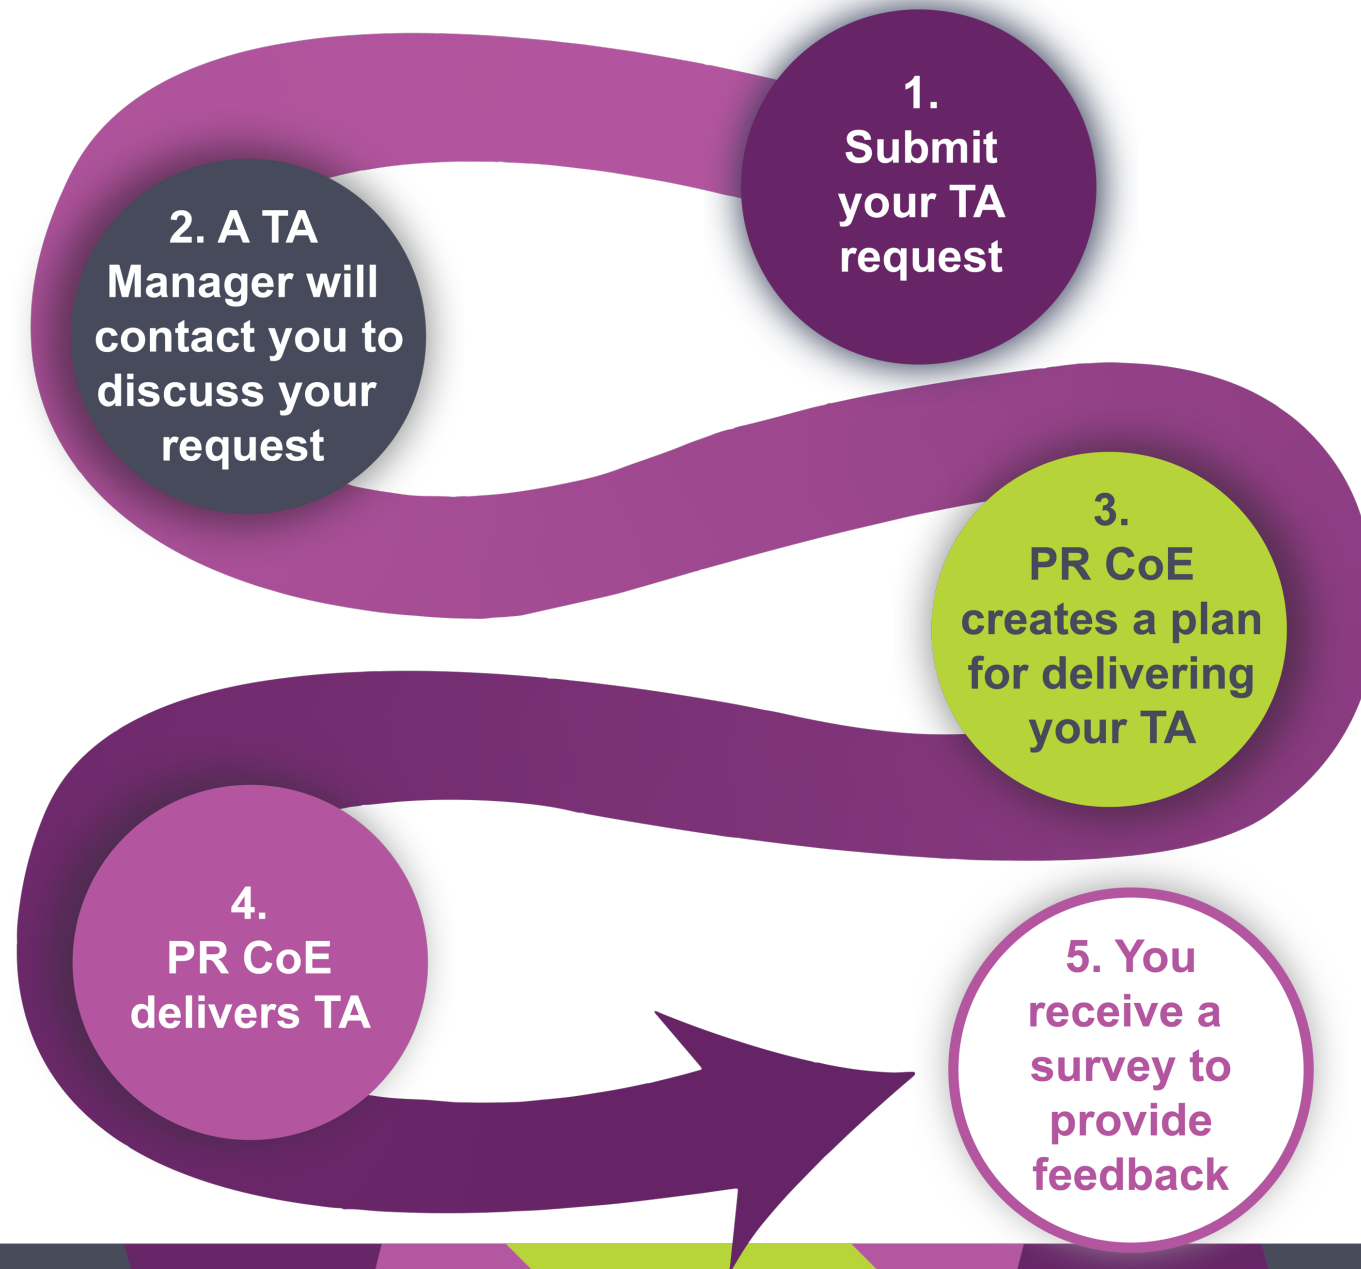 1.
Submit
your TA
request
2. A TA
Manager will
contact you to
discuss your
request
3.
PR CoE
creates a plan
for delivering
your TA
4.
PR CoE
delivers TA
5. You
receive a
survey to
provide
feedback